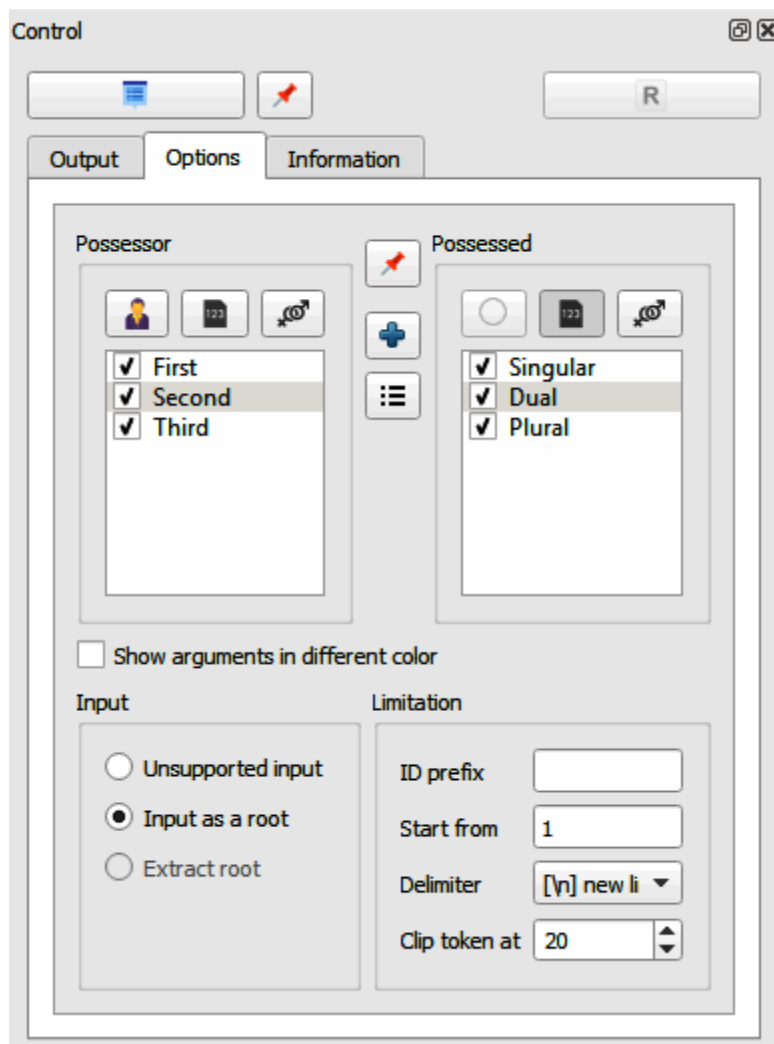 Control
R
Output Options Information
Possessor Possessed
123 123
First Singular
Second Dual
Third Plural
Show arguments in different color
Input Limitation
Unsupported input ID prefix
Input as a root Start from 1
Extract root Delimiter [\n] new li
Clip token at 20